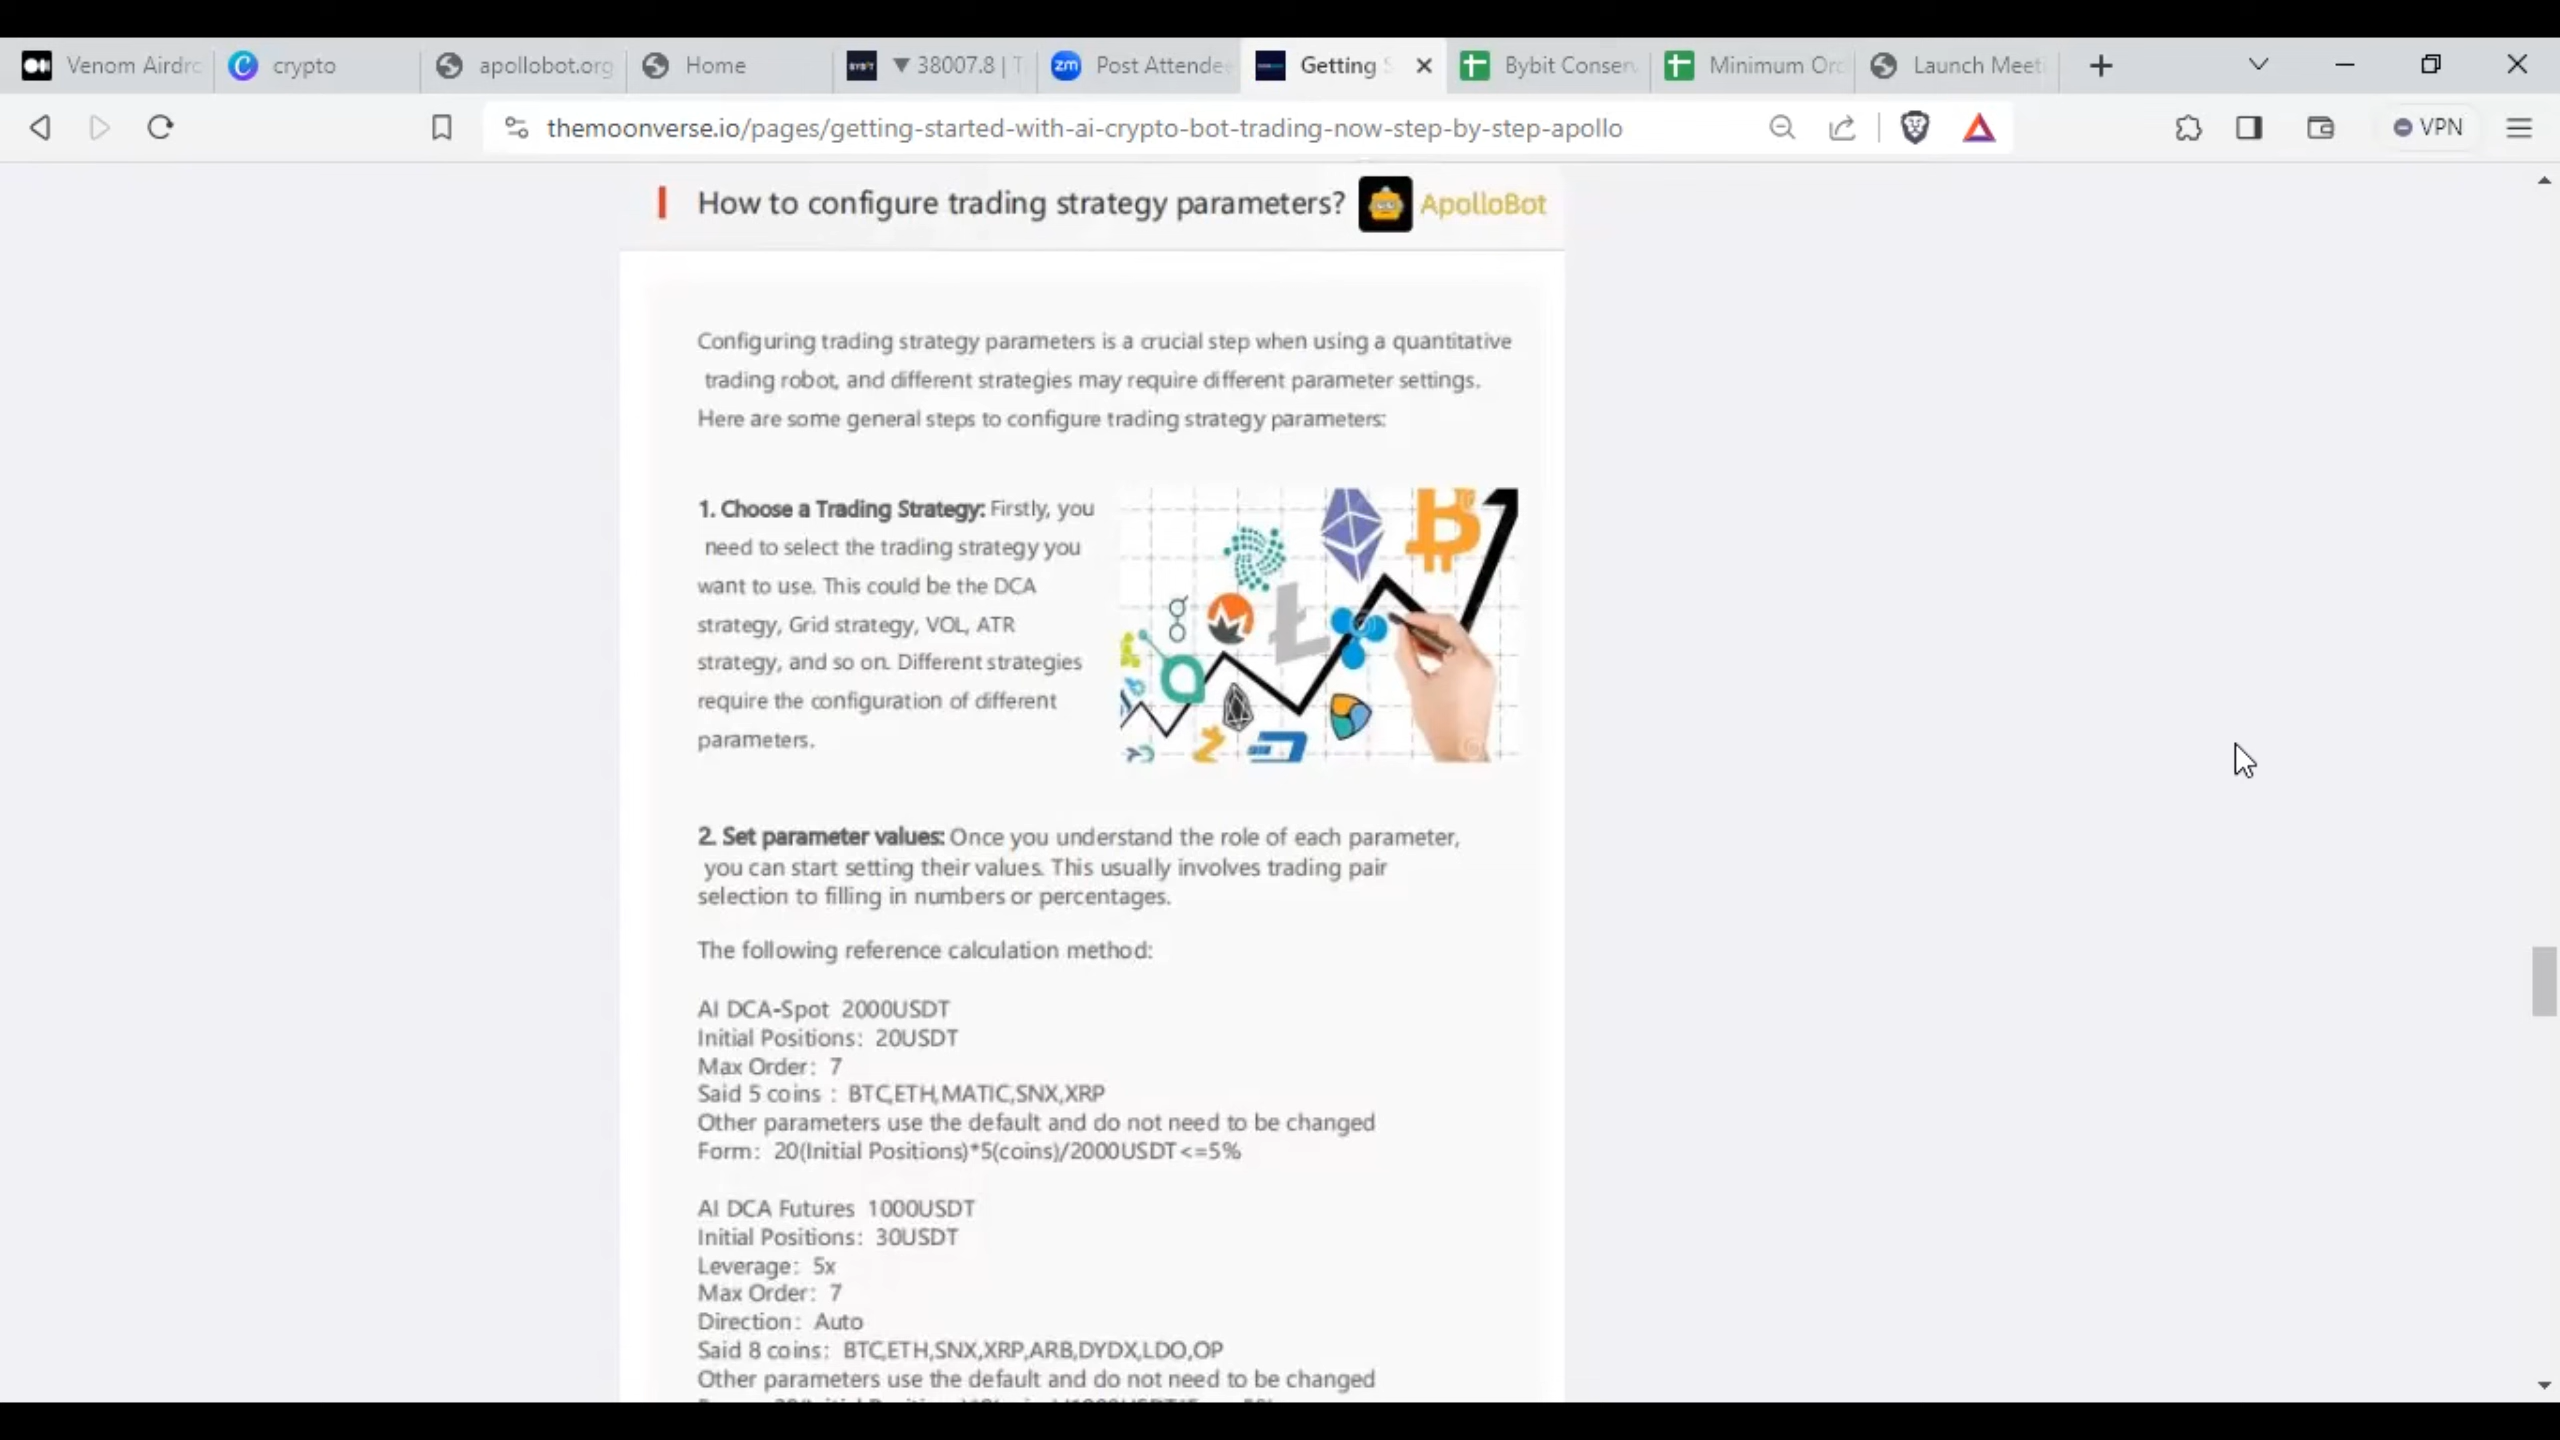 Venom Airdrc
crypto
apollobot.org
Home
▼ 38007.8 | T
zm
Post Attendee
Getting S
Bybit Conserv
Minimum Orc
Launch Meeti
themoonverse.io/pages/getting-started-with-ai-crypto-bot-trading-now-step-by-step-apollo
VPN
How to configure trading strategy parameters?
ApolloBot
Configuring trading strategy parameters is a crucial step when using a quantitative
trading robot, and different strategies may require different parameter settings.
Here are some general steps to configure trading strategy parameters:
1. Choose a Trading Strategy: Firstly, you
need to select the trading strategy you
want to use. This could be the DCA
strategy, Grid strategy, VOL, ATR
strategy, and so on. Different strategies
require the configuration of different
parameters.
2. Set parameter values: Once you understand the role of each parameter,
you can start setting their values. This usually involves trading pair
selection to filling in numbers or percentages.
The following reference calculation method:
AI DCA-Spot 2000USDT
Initial Positions: 20USDT
Max Order: 7
Said 5 coins : BTC,ETH,MATIC,SNX,XRP
Other parameters use the default and do not need to be changed
Form: 20(Initial Positions)*5(coins)/2000USDT<=5%
AI DCA Futures 1000USDT
Initial Positions: 30USDT
Leverage: 5x
Max Order: 7
Direction: Auto
Said 8 coins: BTC,ETH,SNX,XRP,ARB,DYDX,LDO,OP
Other parameters use the default and do not need to be changed